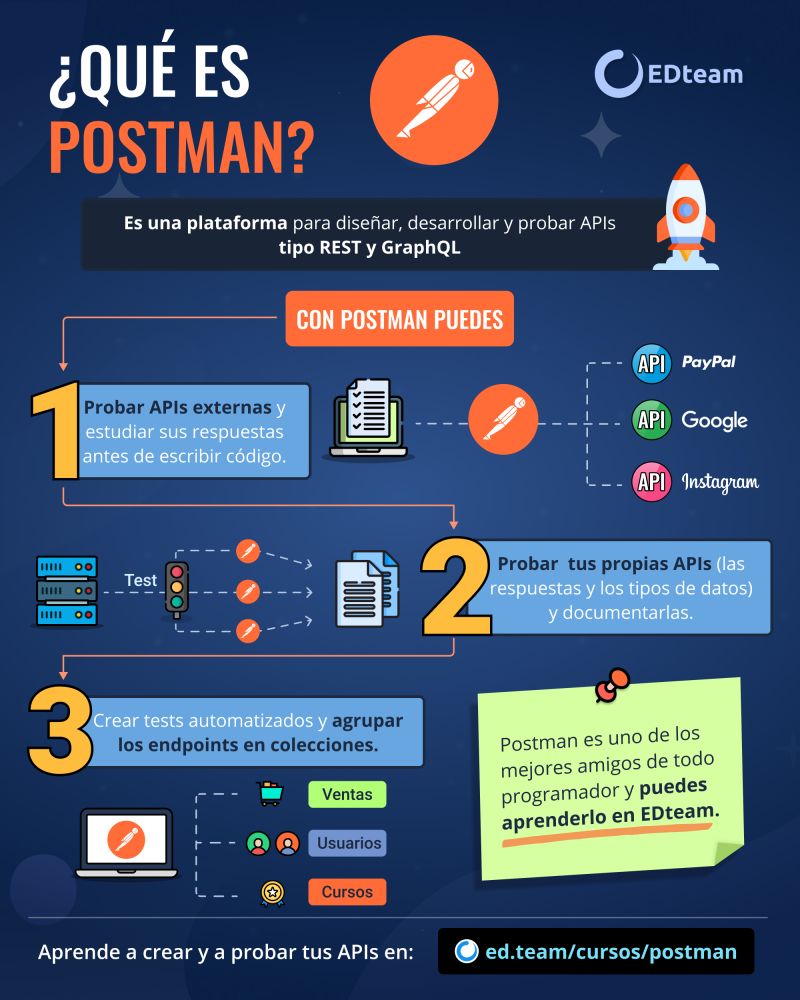 ¿QUÉ ES
POSTMAN?
EDteam
Es una plataforma para diseñar, desarrollar y probar APIs
tipo REST y GraphQL
CON POSTMAN PUEDES
1
Probar APIs externas y
estudiar sus respuestas
antes de escribir código.
API PayPal
API Google
API Instagram
Test
2
Probar tus propias APIs (las
respuestas y los tipos de datos)
y documentarlas.
3
Crear tests automatizados y agrupar
los endpoints en colecciones.
Ventas
Usuarios
Cursos
Postman es uno de los
mejores amigos de todo
programador y puedes
aprenderlo en EDteam.
Aprende a crear y a probar tus APIs en:
ed.team/cursos/postman